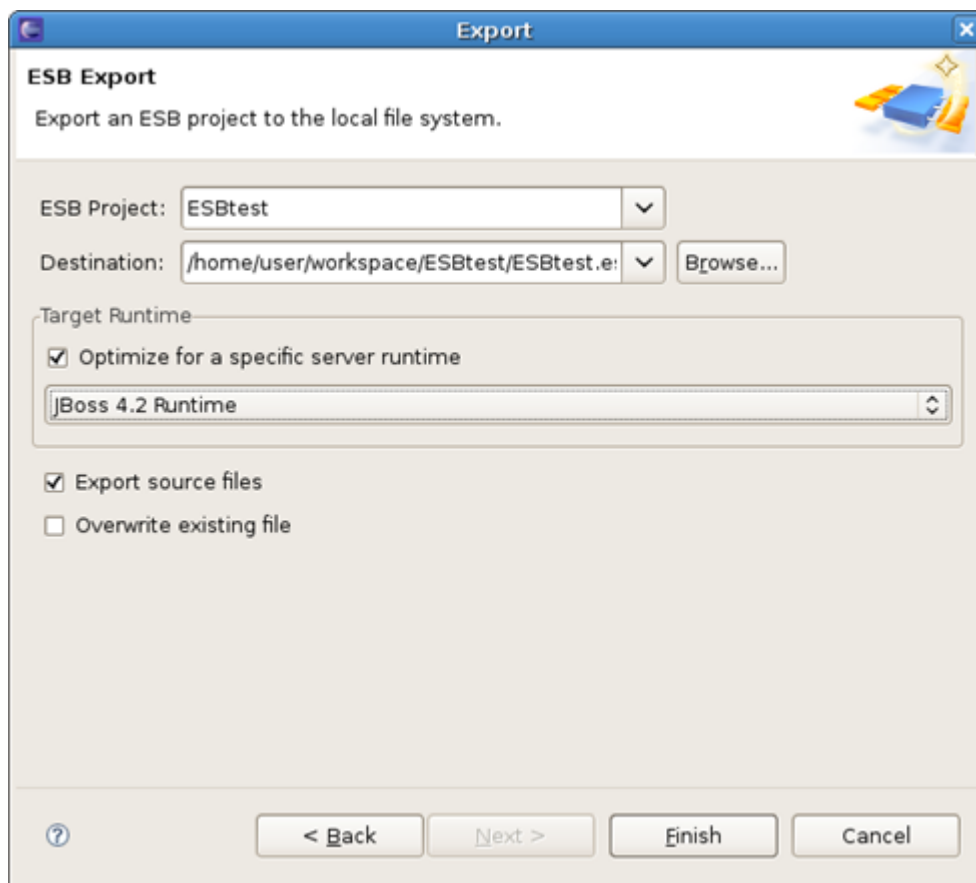 Export
ESB Export
Export an ESB project to the local file system.
ESB Project: ESBtest
Destination: /home/user/workspace/ESBtest/ESBtest.e Browse...
Target Runtime
Optimize for a specific server runtime
JBoss 4.2 Runtime
Export source files
Overwrite existing file
? < Back Next > Finish Cancel